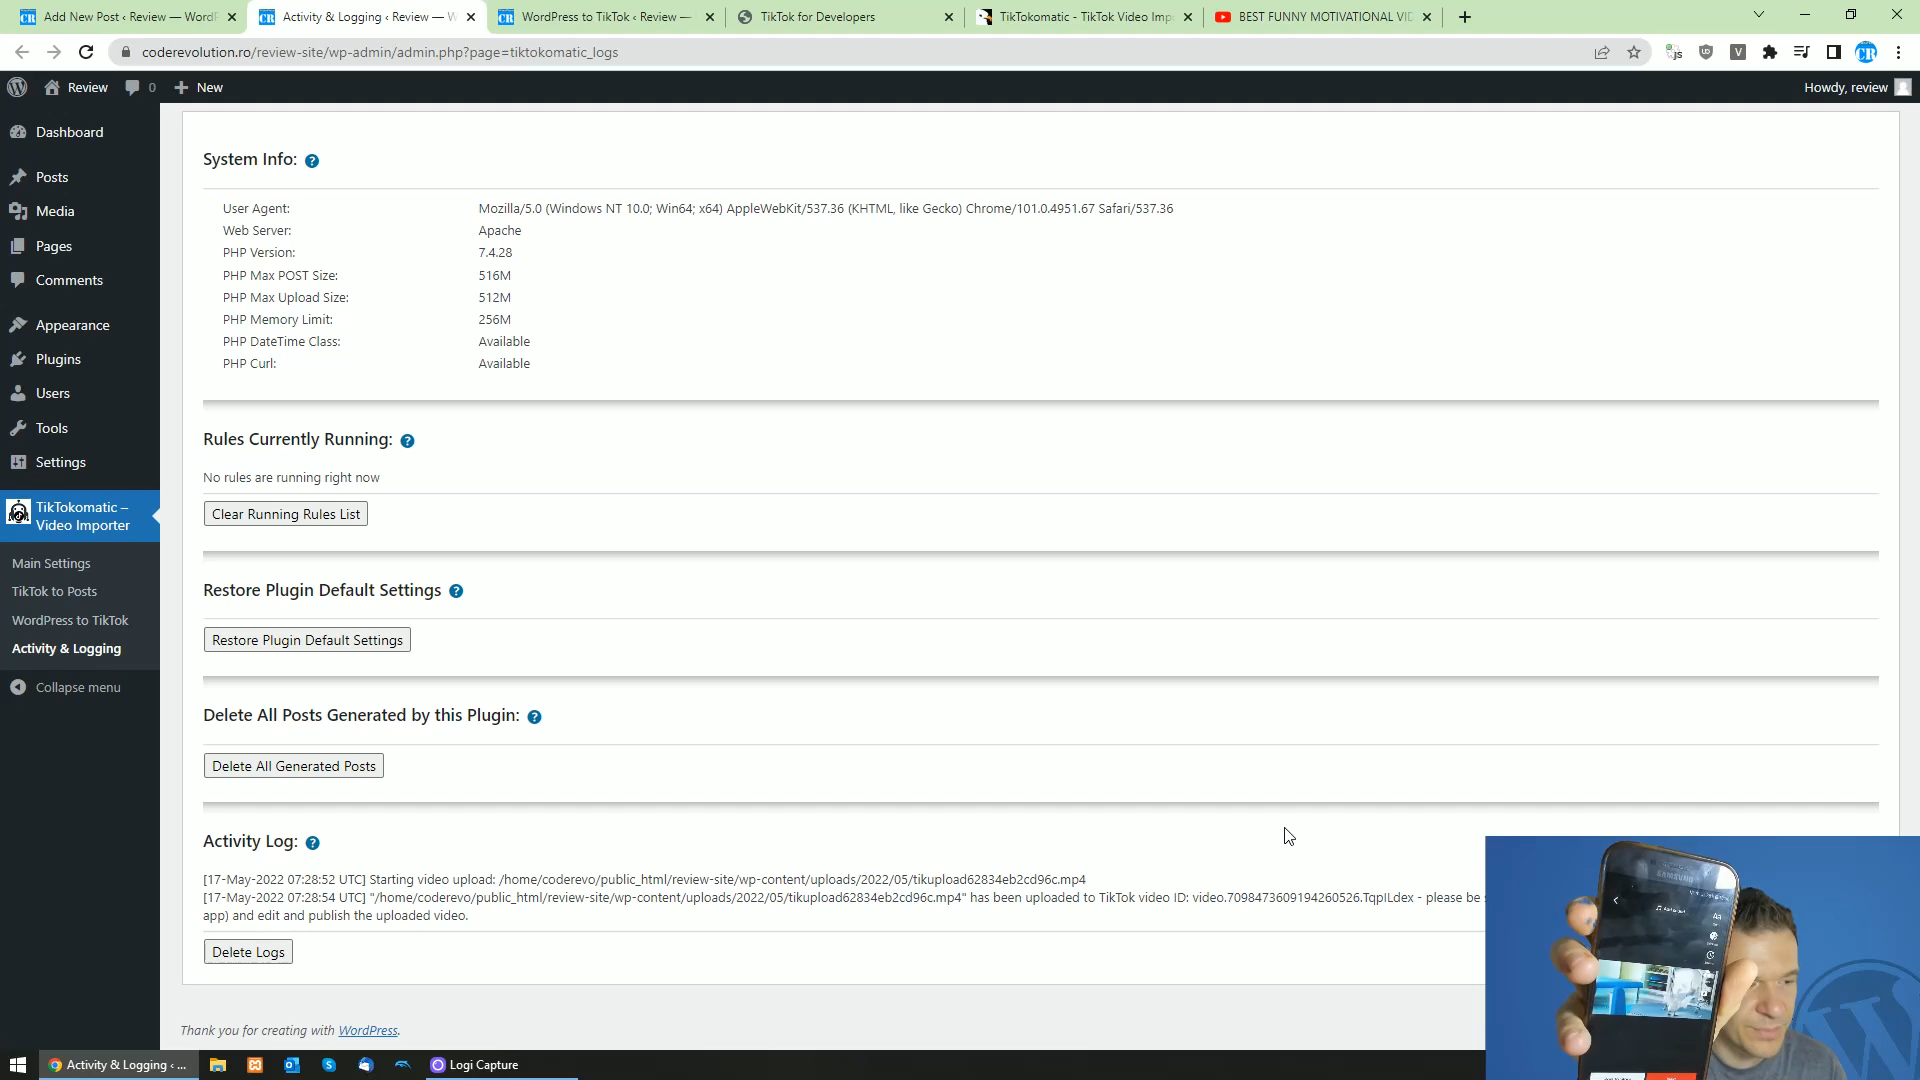 Add New Post ‹ Review — WordP
Activity & Logging ‹ Review — W
WordPress to TikTok ‹ Review —
TikTok for Developers
TikTokomatic - TikTok Video Imp
BEST FUNNY MOTIVATIONAL VID
coderevolution.ro/review-site/wp-admin/admin.php?page=tiktokomatic_logs
Review
0
New
Howdy, review
Dashboard
Posts
Media
Pages
Comments
Appearance
Plugins
Users
Tools
Settings
TikTokomatic –
Video Importer
Main Settings
TikTok to Posts
WordPress to TikTok
Activity & Logging
Collapse menu
System Info:
User Agent: Mozilla/5.0 (Windows NT 10.0; Win64; x64) AppleWebKit/537.36 (KHTML, like Gecko) Chrome/101.0.4951.67 Safari/537.36
Web Server: Apache
PHP Version: 7.4.28
PHP Max POST Size: 516M
PHP Max Upload Size: 512M
PHP Memory Limit: 256M
PHP DateTime Class: Available
PHP Curl: Available
Rules Currently Running:
No rules are running right now
Clear Running Rules List
Restore Plugin Default Settings
Restore Plugin Default Settings
Delete All Posts Generated by this Plugin:
Delete All Generated Posts
Activity Log:
[17-May-2022 07:28:52 UTC] Starting video upload: /home/coderevo/public_html/review-site/wp-content/uploads/2022/05/tikupload62834eb2cd96c.mp4
[17-May-2022 07:28:54 UTC] "/home/coderevo/public_html/review-site/wp-content/uploads/2022/05/tikupload62834eb2cd96c.mp4" has been uploaded to TikTok video ID: video.7098473609194260526.TqpILdex - please be
app) and edit and publish the uploaded video.
Delete Logs
Thank you for creating with WordPress.
Activity & Logging ‹ ...
Logi Capture
SAMSUNG
Aa